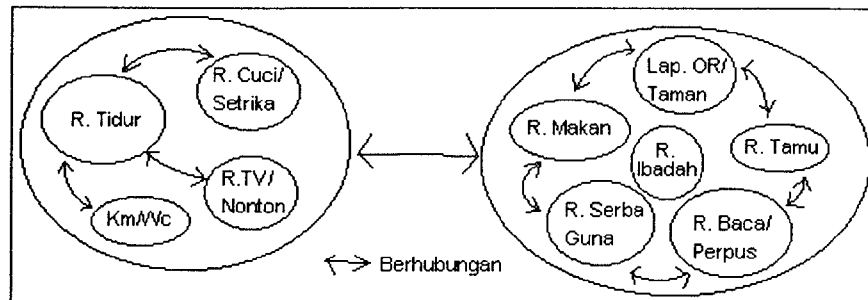 R. Cuci/
Setrika
R. Tidur
R.TV/
Nonton
Km/Wc
Lap. OR/
Taman
R. Makan
R. Tamu
R.
Ibadah
R. Serba
Guna
R. Baca/
Perpus
Berhubungan